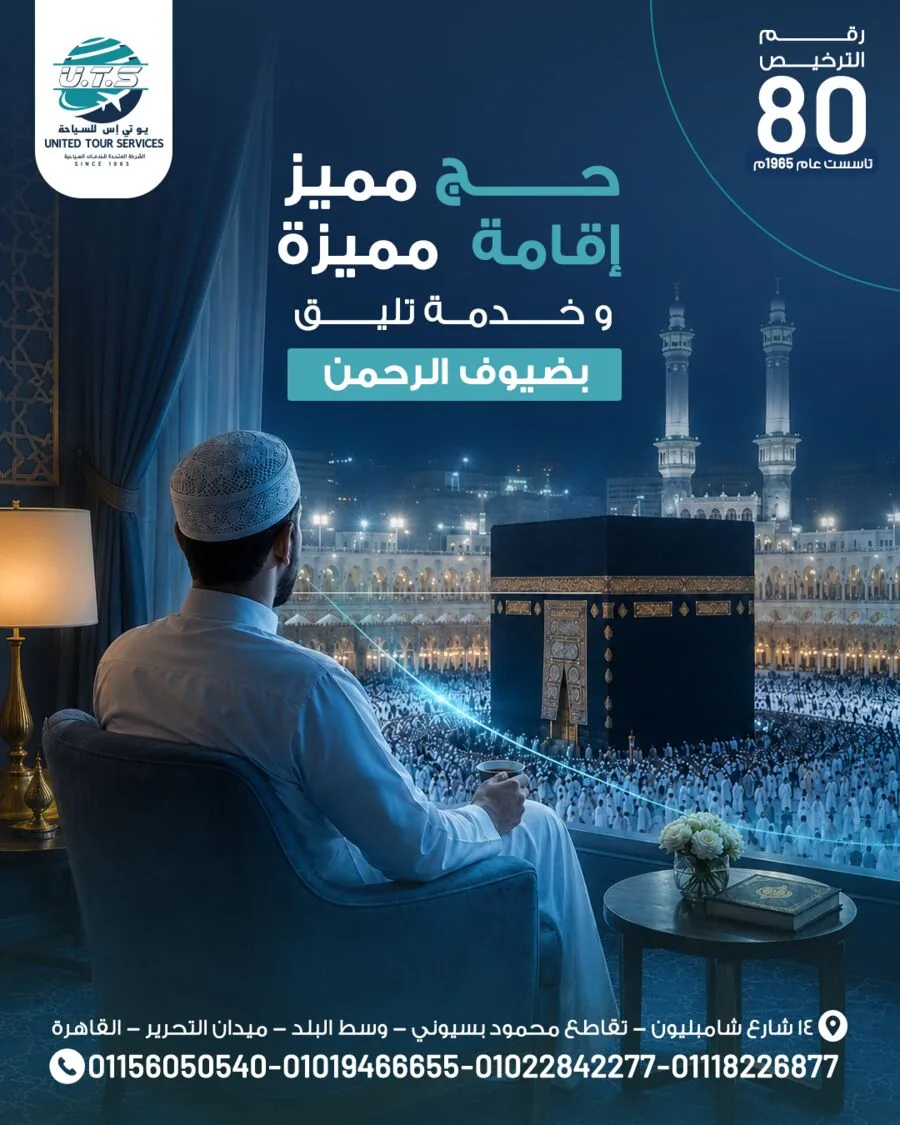 U.T.S
يو تي إس للسياحة
UNITED TOUR SERVICES
الشركة المتحدة للخدمات السياحية
SINCE 1965
رقم
الترخيص
80
تاسست عام 1965م
حج مميز
إقامة مميزة
و خدمة تليق
بضيوف الرحمن
١٤ شارع شامبليون – تقاطع محمود بسيوني – وسط البلد – ميدان التحرير – القاهرة
01156050540-01019466655-01022842277-01118226877